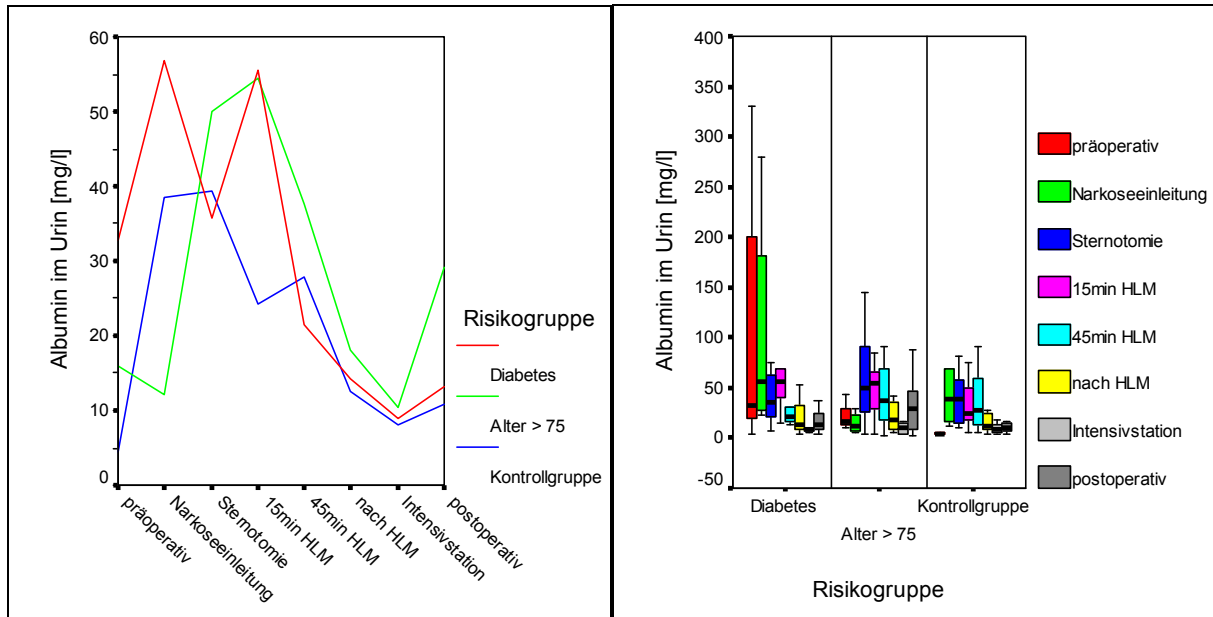 60
50
40
30
20
10
0
Albumin im Urin [mg/l]
präoperativ
Narkoseeinleitung
Sternotomie
15min HLM
45min HLM
nach HLM
Intensivstation
postoperativ
Risikogruppe
Diabetes
Alter > 75
Kontrollgruppe
400
350
300
250
200
150
100
50
0
-50
Albumin im Urin [mg/l]
Diabetes
Alter > 75
Kontrollgruppe
Risikogruppe
präoperativ
Narkoseeinleitung
Sternotomie
15min HLM
45min HLM
nach HLM
Intensivstation
postoperativ